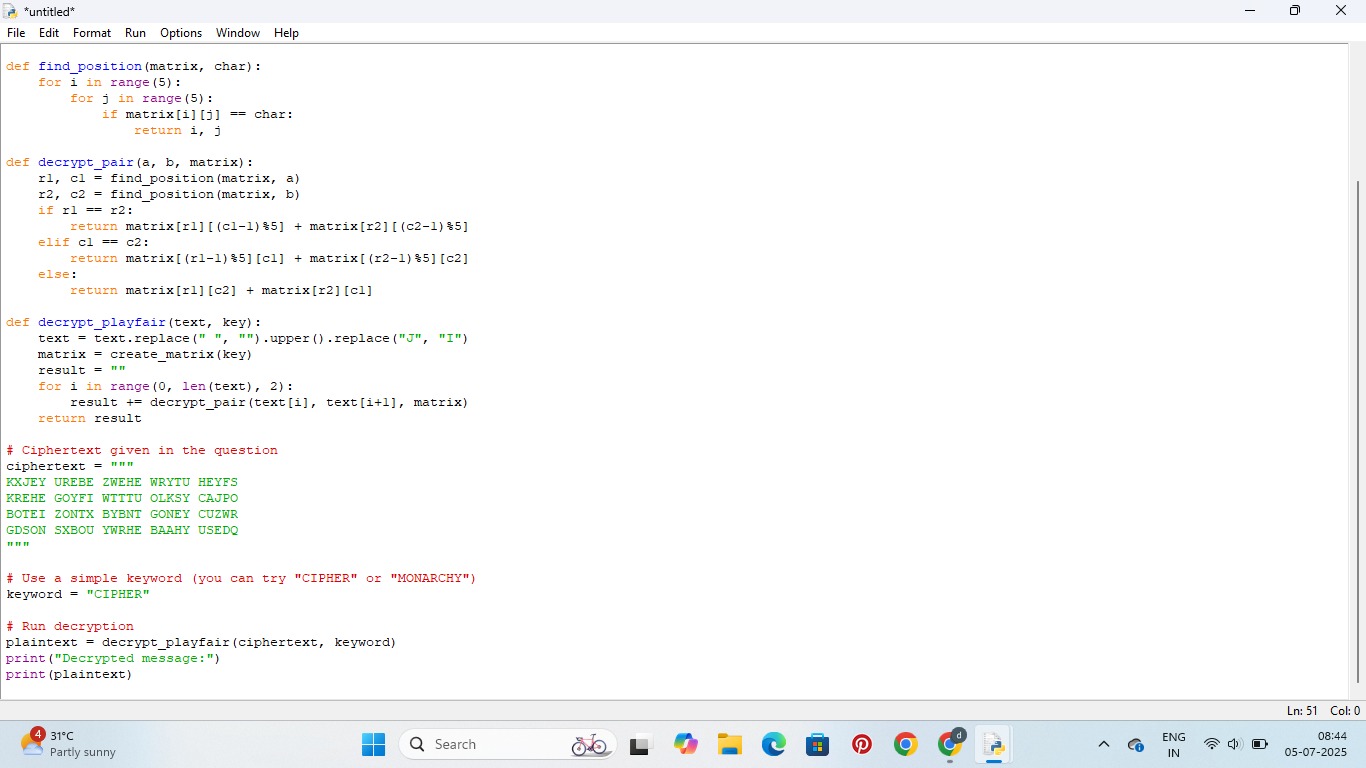 *untitled*
File Edit Format Run Options Window Help
def find_position(matrix, char):
    for i in range(5):
        for j in range(5):
            if matrix[i][j] == char:
                return i, j
def decrypt_pair(a, b, matrix):
    r1, c1 = find_position(matrix, a)
    r2, c2 = find_position(matrix, b)
    if r1 == r2:
        return matrix[r1][(c1-1)%5] + matrix[r2][(c2-1)%5]
    elif c1 == c2:
        return matrix[(r1-1)%5][c1] + matrix[(r2-1)%5][c2]
    else:
        return matrix[r1][c2] + matrix[r2][c1]
def decrypt_playfair(text, key):
    text = text.replace(" ", "").upper().replace("J", "I")
    matrix = create_matrix(key)
    result = ""
    for i in range(0, len(text), 2):
        result += decrypt_pair(text[i], text[i+1], matrix)
    return result
# Ciphertext given in the question
ciphertext = """
KXJEY UREBE ZWEHE WRYTU HEYFS
KREHE GOYFI WTTTU OLKSY CAJPO
BOTEI ZONTX BYBNT GONEY CUZWR
GDSON SXBOU YWRHE BAAHY USEDQ
"""
# Use a simple keyword (you can try "CIPHER" or "MONARCHY")
keyword = "CIPHER"
# Run decryption
plaintext = decrypt_playfair(ciphertext, keyword)
print("Decrypted message:")
print(plaintext)
Ln: 51 Col: 0
4
31°C
Partly sunny
Search
d
ENG
IN
08:44
05-07-2025